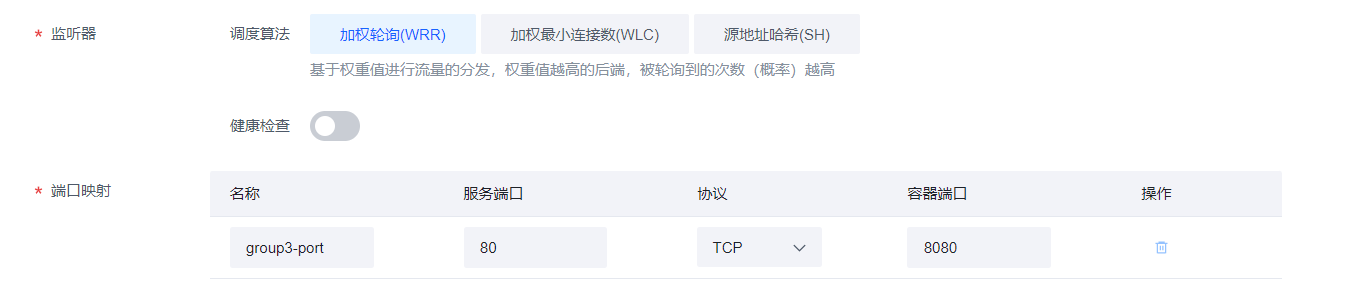 * 监听器 调度算法 加权轮询(WRR) 加权最小连接数(WLC) 源地址哈希(SH)
基于权重值进行流量的分发，权重值越高的后端，被轮询到的次数（概率）越高
健康检查
* 端口映射 名称 服务端口 协议 容器端口 操作
group3-port 80 TCP 8080